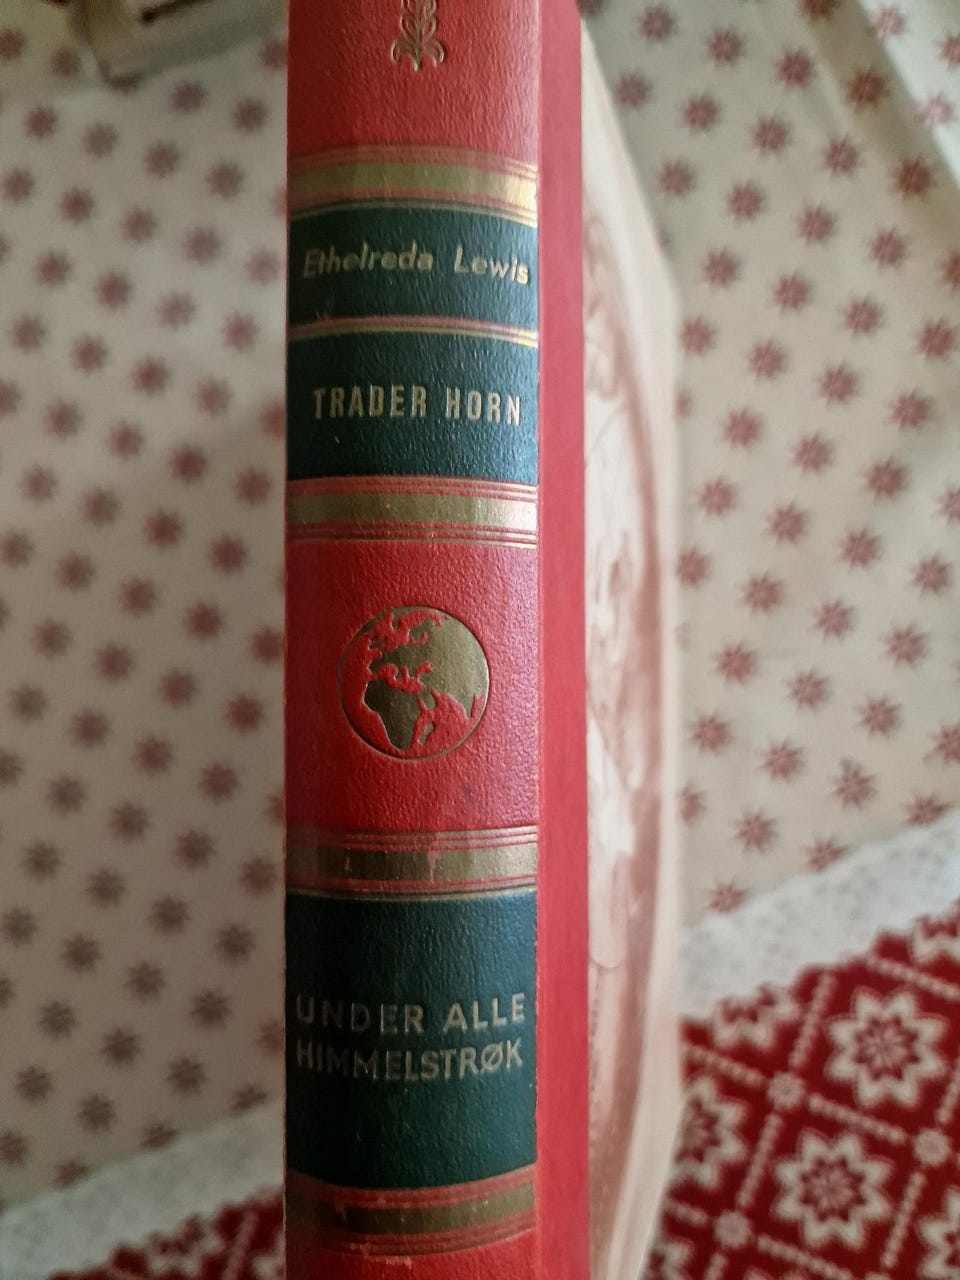 Ethelreda Lewis
TRADER HORN
UNDER ALLE
HIMMELSTRØK